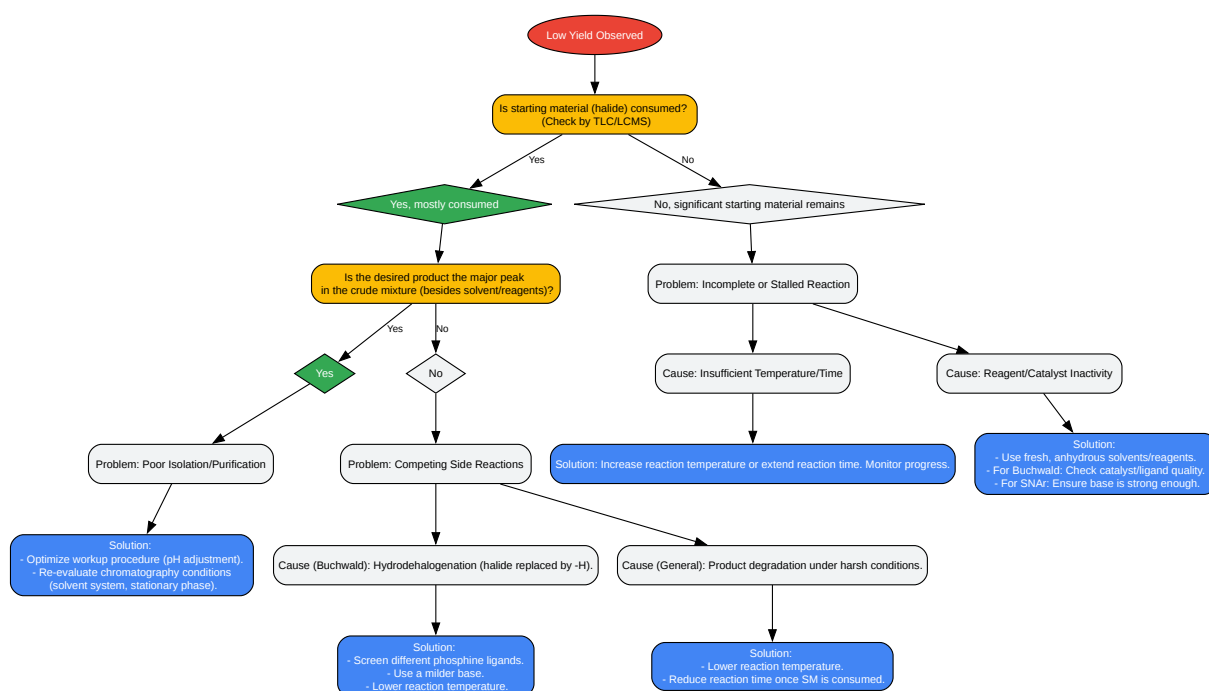 Low Yield Observed
Is starting material (halide) consumed?
(Check by TLC/LCMS)
Yes
No
Yes, mostly consumed
No, significant starting material remains
Is the desired product the major peak
in the crude mixture (besides solvent/reagents)?
Problem: Incomplete or Stalled Reaction
Yes
No
Yes
No
Cause: Insufficient Temperature/Time
Cause: Reagent/Catalyst Inactivity
Problem: Poor Isolation/Purification
Problem: Competing Side Reactions
Solution: Increase reaction temperature or extend reaction time. Monitor progress.
Solution:
- Use fresh, anhydrous solvents/reagents.
- For Buchwald: Check catalyst/ligand quality.
- For SNAr: Ensure base is strong enough.
Solution:
- Optimize workup procedure (pH adjustment).
- Re-evaluate chromatography conditions
(solvent system, stationary phase).
Cause (Buchwald): Hydrodehalogenation (halide replaced by -H).
Cause (General): Product degradation under harsh conditions.
Solution:
- Screen different phosphine ligands.
- Use a milder base.
- Lower reaction temperature.
Solution:
- Lower reaction temperature.
- Reduce reaction time once SM is consumed.